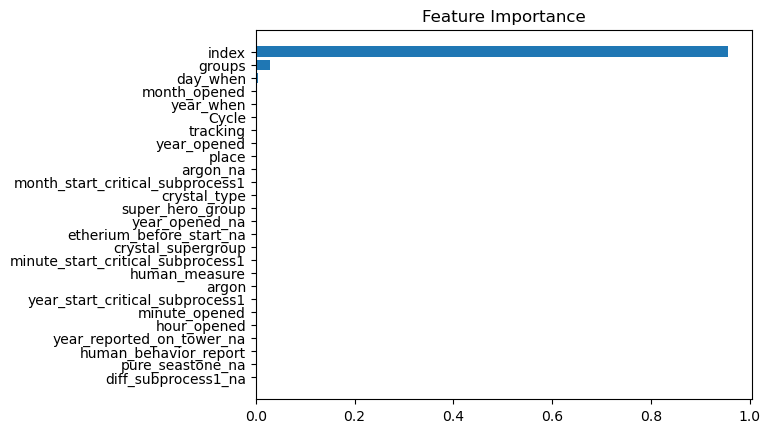 Feature Importance
index
groups
day_when
month_opened
year_when
Cycle
tracking
year_opened
place
argon_na
month_start_critical_subprocess1
crystal_type
super_hero_group
year_opened_na
etherium_before_start_na
crystal_supergroup
minute_start_critical_subprocess1
human_measure
argon
year_start_critical_subprocess1
minute_opened
hour_opened
year_reported_on_tower_na
human_behavior_report
pure_seastone_na
diff_subprocess1_na
0.0 0.2 0.4 0.6 0.8 1.0